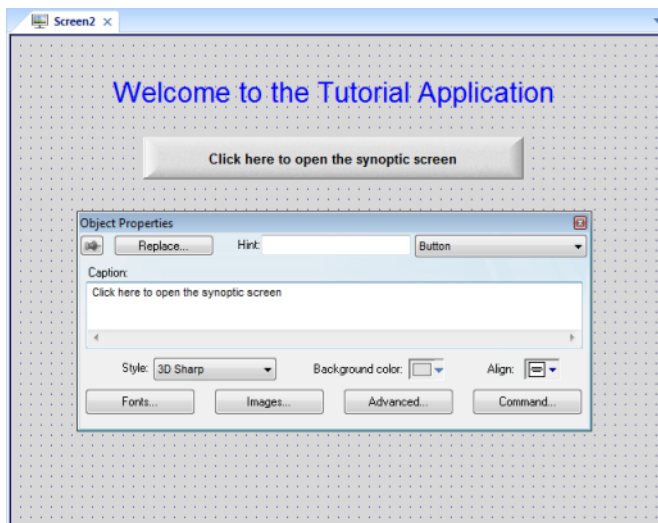 Screen2
Welcome to the Tutorial Application
Click here to open the synoptic screen
Object Properties
Replace... Hint: Button
Caption:
Click here to open the synoptic screen
Style: 3D Sharp Background color: Align:
Fonts... Images... Advanced... Command...